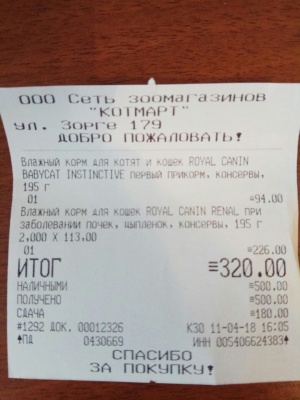 ООО Сеть зоомагазинов
"КОТМАРТ"
ул. Зорге 179
ДОБРО ПОЖАЛОВАТЬ!
Влажный корм для котят и кошек ROYAL CANIN
BABYCAT INSTINCTIVE первый прикорм, консервы,
195 г
01 =94.00
Влажный корм для кошек ROYAL CANIN RENAL при
заболевании почек, цыпленок, консервы, 195 г
2,000 X 113,00
01 =226.00
ИТОГ =320.00
НАЛИЧНЫМИ =500.00
ПОЛУЧЕНО =500.00
СДАЧА =180.00
#1292 ДОК. 00012326 К30 11-04-18 16:05
ПД 0430669 ИНН 005406624383
СПАСИБО
ЗА ПОКУПКУ!